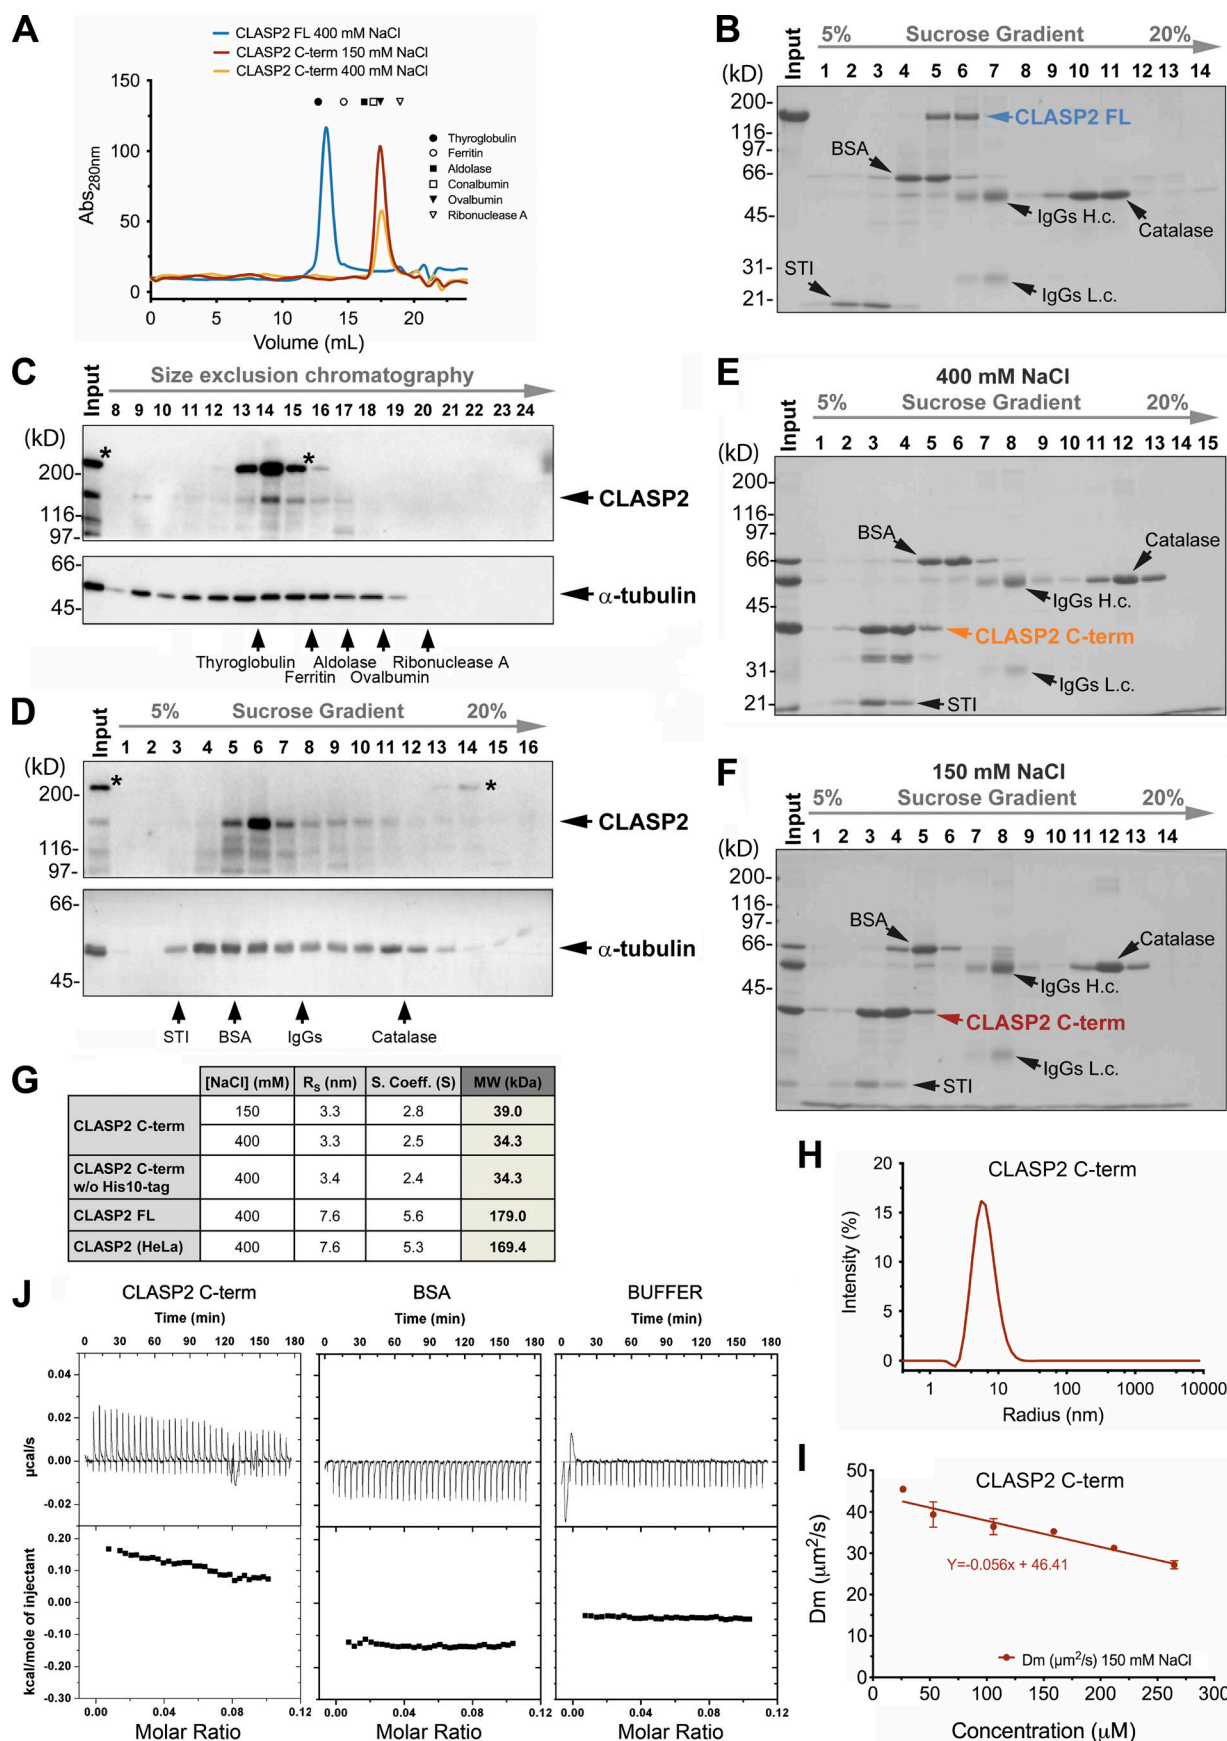 A
CLASP2 FL 400 mM NaCl
CLASP2 C-term 150 mM NaCl
CLASP2 C-term 400 mM NaCl
150
100
50
0
Abs280nm
Thyroglobulin
Ferritin
Aldolase
Conalbumin
Ovalbumin
Ribonuclease A
0 5 10 15 20
Volume (mL)
B
Input
5% Sucrose Gradient 20%
1 2 3 4 5 6 7 8 9 10 11 12 13 14
(kD)
200-
116-
97-
66-
45-
31-
21-
CLASP2 FL
BSA
IgGs H.c.
Catalase
STI
IgGs L.c.
C
Input
Size exclusion chromatography
8 9 10 11 12 13 14 15 16 17 18 19 20 21 22 23 24
(kD)
*
*
200-
116-
97-
CLASP2
66-
45-
α-tubulin
Thyroglobulin
Ferritin
Aldolase
Ovalbumin
Ribonuclease A
D
Input
5% Sucrose Gradient 20%
1 2 3 4 5 6 7 8 9 10 11 12 13 14 15 16
(kD)
*
*
200-
116-
97-
CLASP2
66-
45-
α-tubulin
STI BSA IgGs Catalase
E
400 mM NaCl
Input
5% Sucrose Gradient 20%
1 2 3 4 5 6 7 8 9 10 11 12 13 14 15
(kD)
200-
116-
97-
66-
45-
31-
21-
BSA
Catalase
IgGs H.c.
CLASP2 C-term
IgGs L.c.
STI
F
150 mM NaCl
Input
5% Sucrose Gradient 20%
1 2 3 4 5 6 7 8 9 10 11 12 13 14
(kD)
200-
116-
97-
66-
45-
BSA
Catalase
IgGs H.c.
CLASP2 C-term
IgGs L.c.
STI
G
[NaCl] (mM) RS (nm) S. Coeff. (S) MW (kDa)
CLASP2 C-term
150 3.3 2.8 39.0
400 3.3 2.5 34.3
CLASP2 C-term
w/o His10-tag
400 3.4 2.4 34.3
CLASP2 FL 400 7.6 5.6 179.0
CLASP2 (HeLa) 400 7.6 5.3 169.4
H
CLASP2 C-term
20
15
10
5
0
Intensity (%)
1 10 100 1000 10000
Radius (nm)
I
CLASP2 C-term
50
40
30
20
10
0
Dm (μm²/s)
Y=-0.056x + 46.41
Dm (μm²/s) 150 mM NaCl
0 50 100 150 200 250 300
Concentration (μM)
J
CLASP2 C-term BSA BUFFER
Time (min) Time (min) Time (min)
0 30 60 90 120 150 180
0 30 60 90 120 150 180
0 30 60 90 120 150 180
0.04
0.02
0.00
-0.02
µcal/s
0.20
0.10
0.00
-0.10
-0.20
-0.30
kcal/mole of injectant
0.00 0.04 0.08 0.12
0.00 0.04 0.08 0.12
0.00 0.04 0.08 0.12
Molar Ratio Molar Ratio Molar Ratio